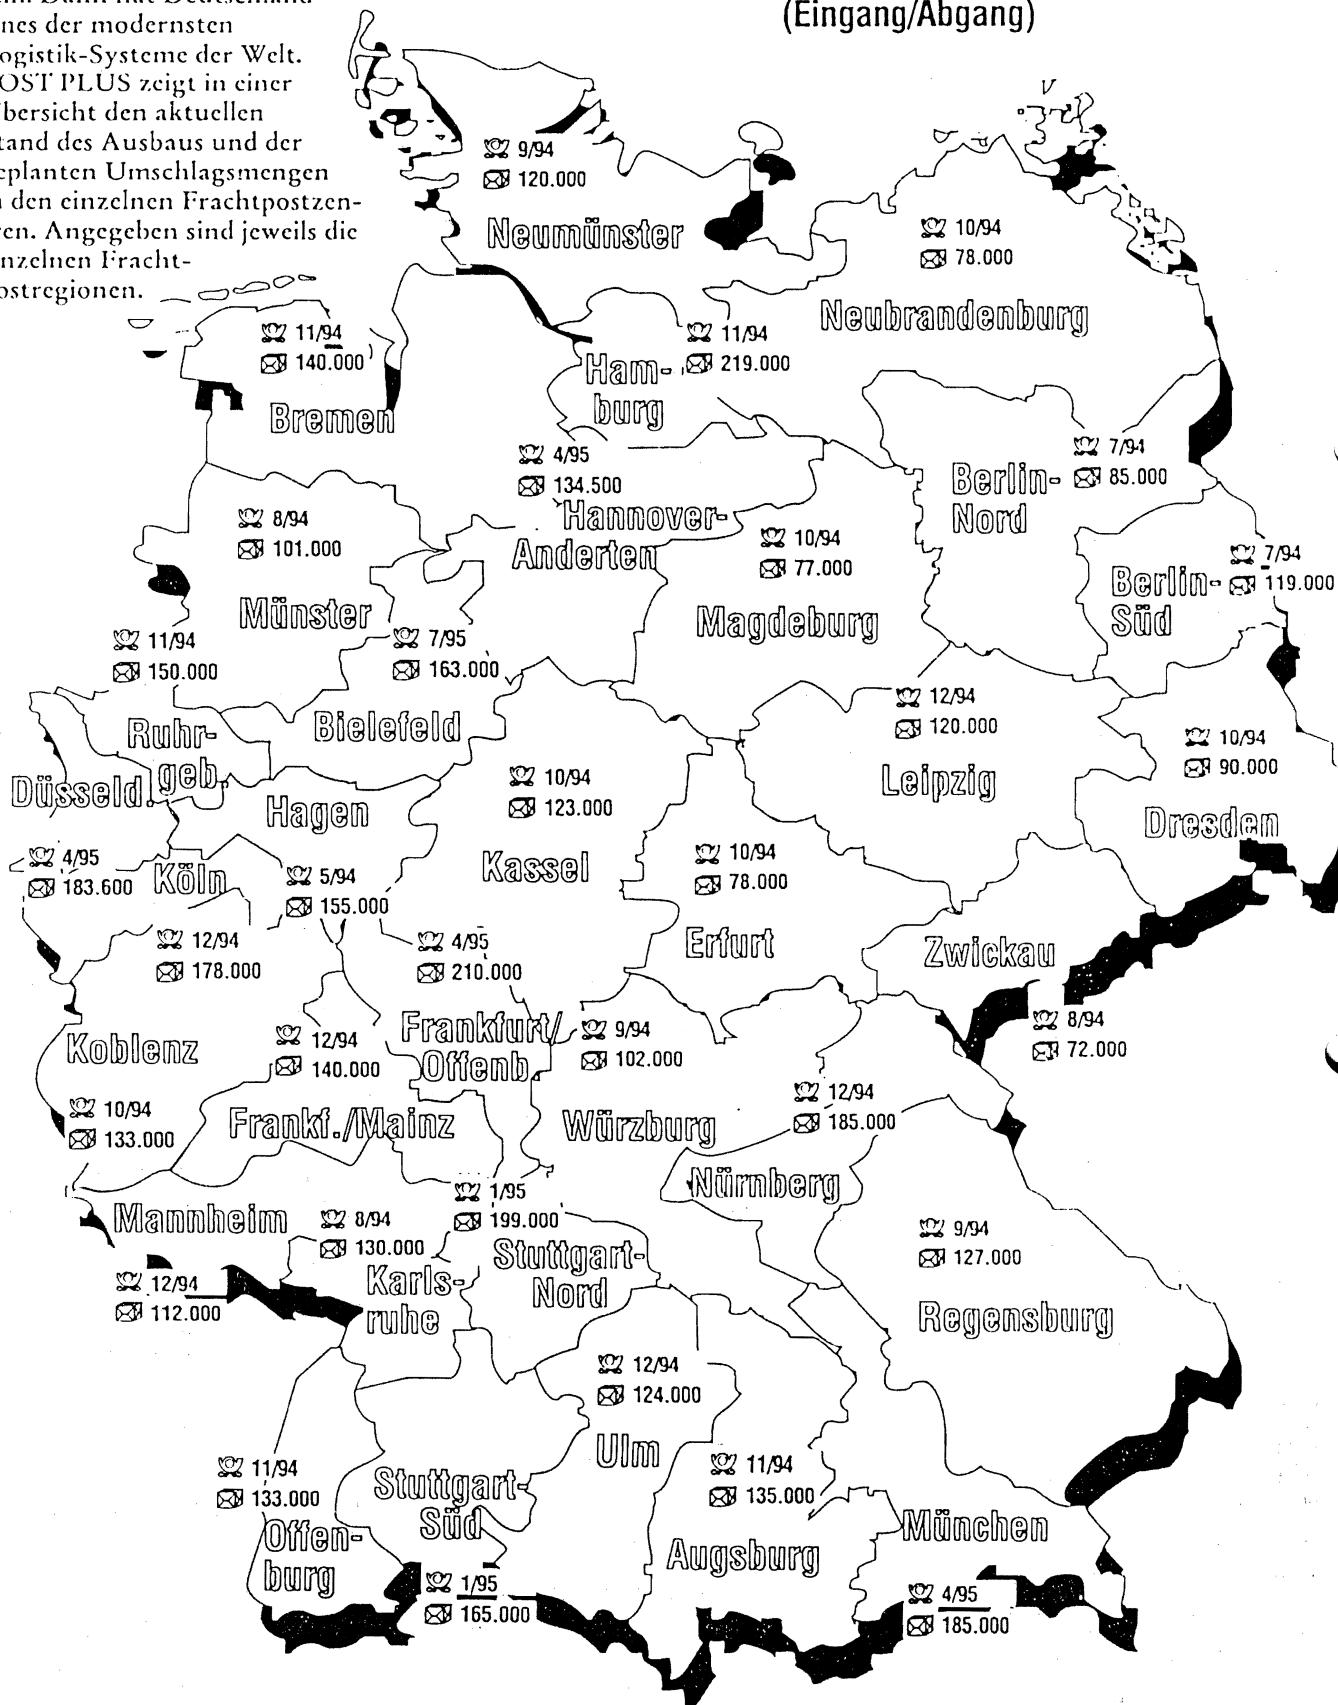 nes der modernsten
ogistik-Systeme der Welt.
OST PLUS zeigt in einer
bersicht den aktuellen
tand des Ausbaus und der
eplanten Umschlagsmengen
den einzelnen Frachtpostzen-
ren. Angegeben sind jeweils die
nzelnen Fracht-
ostregionen.
(Eingang/Abgang)
9/94
120.000
Neumünster
10/94
78.000
Neubrandenburg
11/94
140.000
Bremen
11/94
219.000
Ham-
burg
4/95
134.500
Hannover-
Anderten
7/94
85.000
Berlin-
Nord
8/94
101.000
Münster
10/94
77.000
Magdeburg
7/94
119.000
Berlin-
Süd
11/94
150.000
Ruhr-
geb.
7/95
163.000
Bielefeld
12/94
120.000
Leipzig
10/94
90.000
Dresden
Düsseld.
4/95
183.600
Hagen
5/94
155.000
10/94
123.000
Kassel
10/94
78.000
Erfurt
Köln
12/94
178.000
4/95
210.000
Frankfurt/
Offenb.
Zwickau
8/94
72.000
Koblenz
10/94
133.000
12/94
140.000
Frankf./Mainz
9/94
102.000
Würzburg
12/94
185.000
Nürnberg
Mannheim
12/94
112.000
8/94
130.000
Karls-
ruhe
1/95
199.000
Stuttgart-
Nord
9/94
127.000
Regensburg
12/94
124.000
Ulm
11/94
133.000
Offen-
burg
Stuttgart-
Süd
1/95
165.000
11/94
135.000
Augsburg
München
4/95
185.000